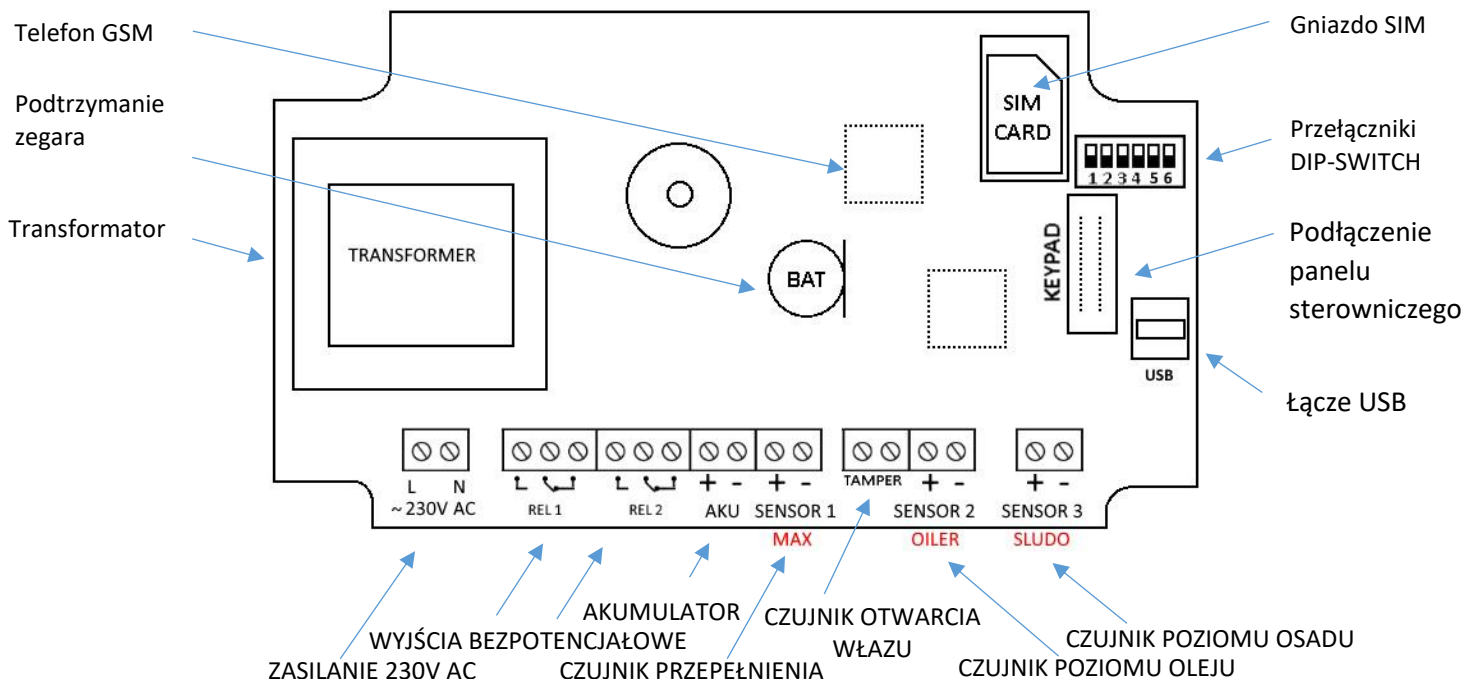 Telefon GSM
Podtrzymanie
zegara
Transformator
Gniazdo SIM
Przełączniki
DIP-SWITCH
Podłączenie
panelu
sterowniczego
Łącze USB
SIM
CARD
1 2 3 4 5 6
KEYPAD
USB
TRANSFORMER
BAT
L N
~ 230V AC
REL 1
REL 2
+ -
AKU
+ -
SENSOR 1
MAX
TAMPER
+ -
SENSOR 2
OILER
+ -
SENSOR 3
SLUDO
ZASILANIE 230V AC
WYJŚCIA BEZPOTENCJAŁOWE
AKUMULATOR
CZUJNIK PRZEPEŁNIENIA
CZUJNIK OTWARCIA
WŁAZU
CZUJNIK POZIOMU OLEJU
CZUJNIK POZIOMU OSADU